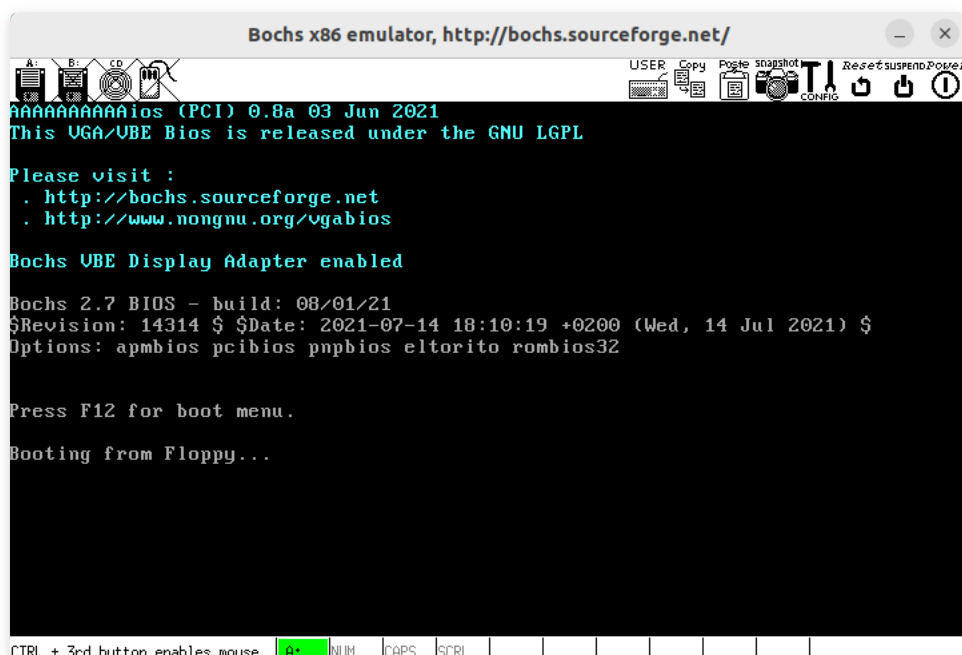 Bochs x86 emulator, http://bochs.sourceforge.net/
A: B: CD USER Copy Paste snapshot CONFIG Reset SUSPEND Power
AAAAAAAAAAios (PCI) 0.8a 03 Jun 2021
This VGA/VBE Bios is released under the GNU LGPL
Please visit :
. http://bochs.sourceforge.net
. http://www.nongnu.org/vgabios
Bochs VBE Display Adapter enabled
Bochs 2.7 BIOS - build: 08/01/21
$Revision: 14314 $ $Date: 2021-07-14 18:10:19 +0200 (Wed, 14 Jul 2021) $
Options: apmbios pcibios pnpbios eltorito rombios32
Press F12 for boot menu.
Booting from Floppy...
CTRL + 3rd button enables mouse A: NUM CAPS SCRL